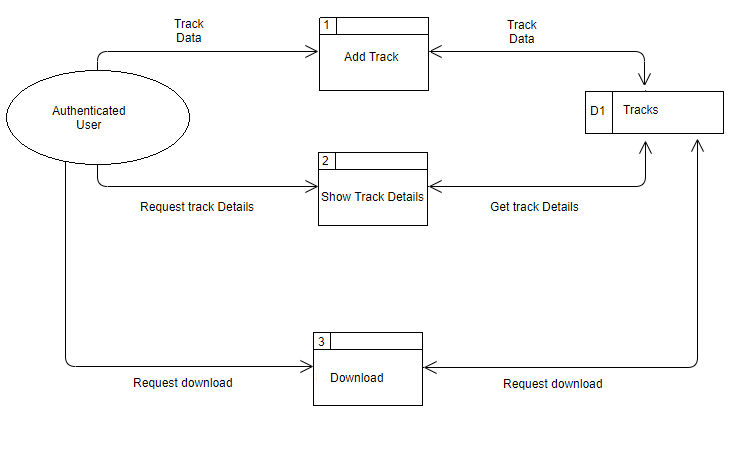 Track
Data
1
Add Track
Track
Data
Authenticated
User
D1
Tracks
2
Show Track Details
Request track Details
Get track Details
3
Download
Request download
Request download